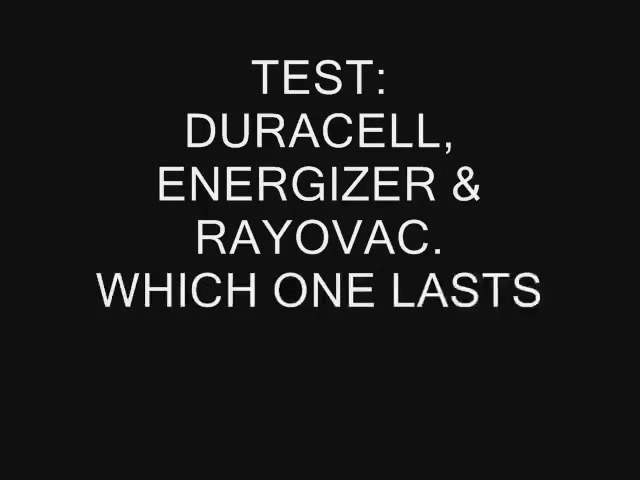 TEST:
DURACELL,
ENERGIZER &
RAYOVAC.
WHICH ONE LASTS